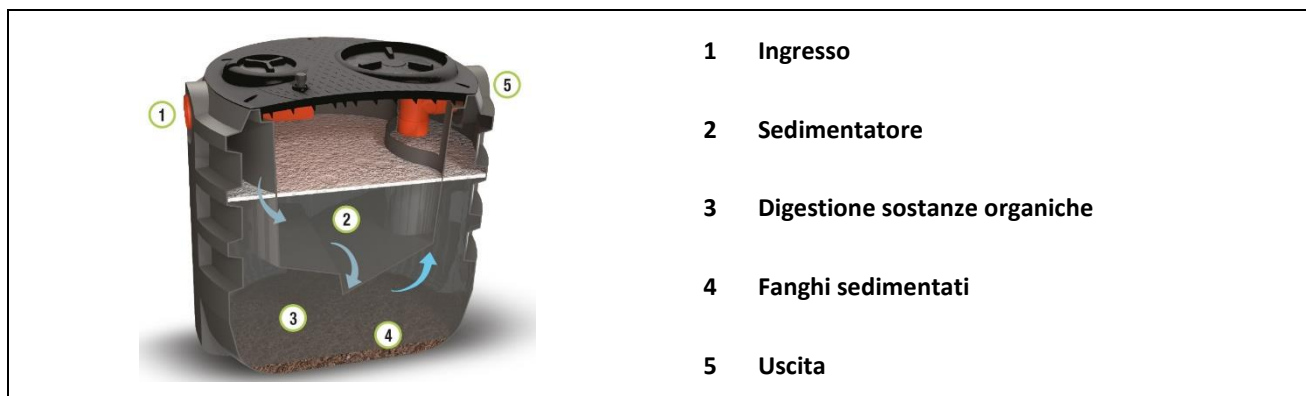 1 Ingresso
2 Sedimentatore
3 Digestione sostanze organiche
4 Fanghi sedimentati
5 Uscita
1
5
2
3
4